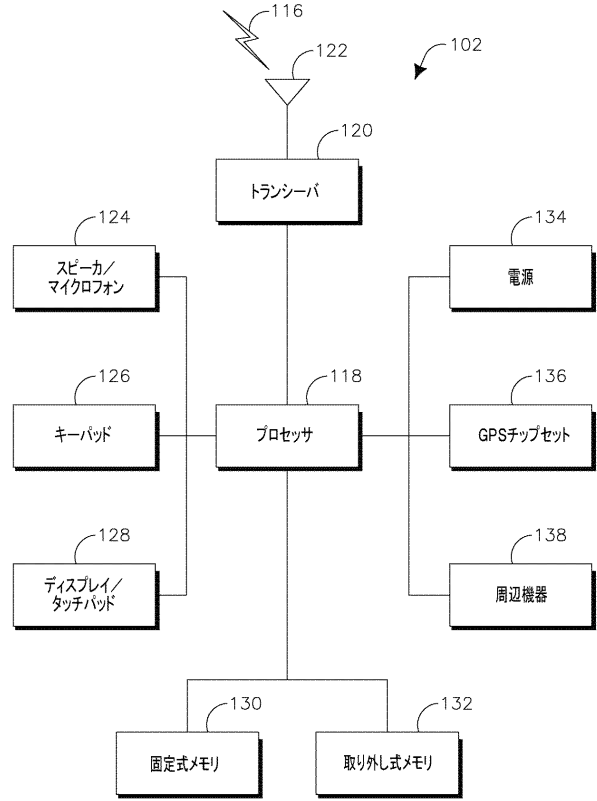 116
122
102
120
トランシーバ
124
スピーカ/
マイクロフォン
134
電源
126
キーパッド
118
プロセッサ
136
GPSチップセット
128
ディスプレイ/
タッチパッド
138
周辺機器
130
固定式メモリ
132
取り外し式メモリ